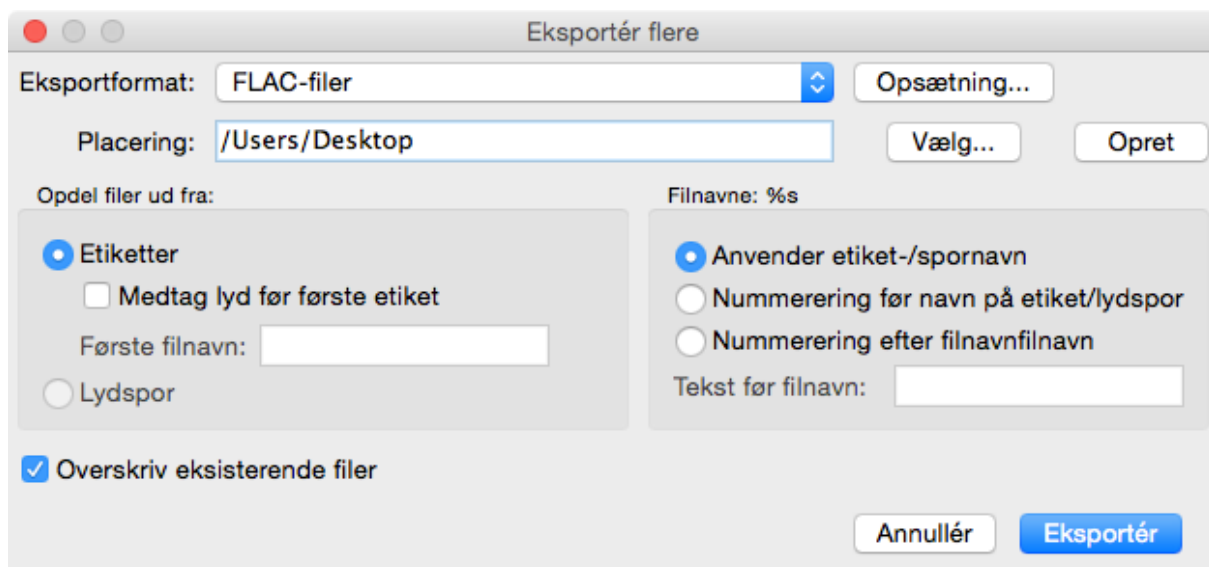 Eksportér flere
Eksportformat: FLAC-filer Opsætning...
Placering: /Users/Desktop Vælg... Opret
Opdel filer ud fra:
Etiketter
Medtag lyd før første etiket
Første filnavn:
Lydspor
Filnavne: %s
Anvender etiket-/spornavn
Nummerering før navn på etiket/lydspor
Nummerering efter filnavnfilnavn
Tekst før filnavn:
Overskriv eksisterende filer
Annullér Eksportér